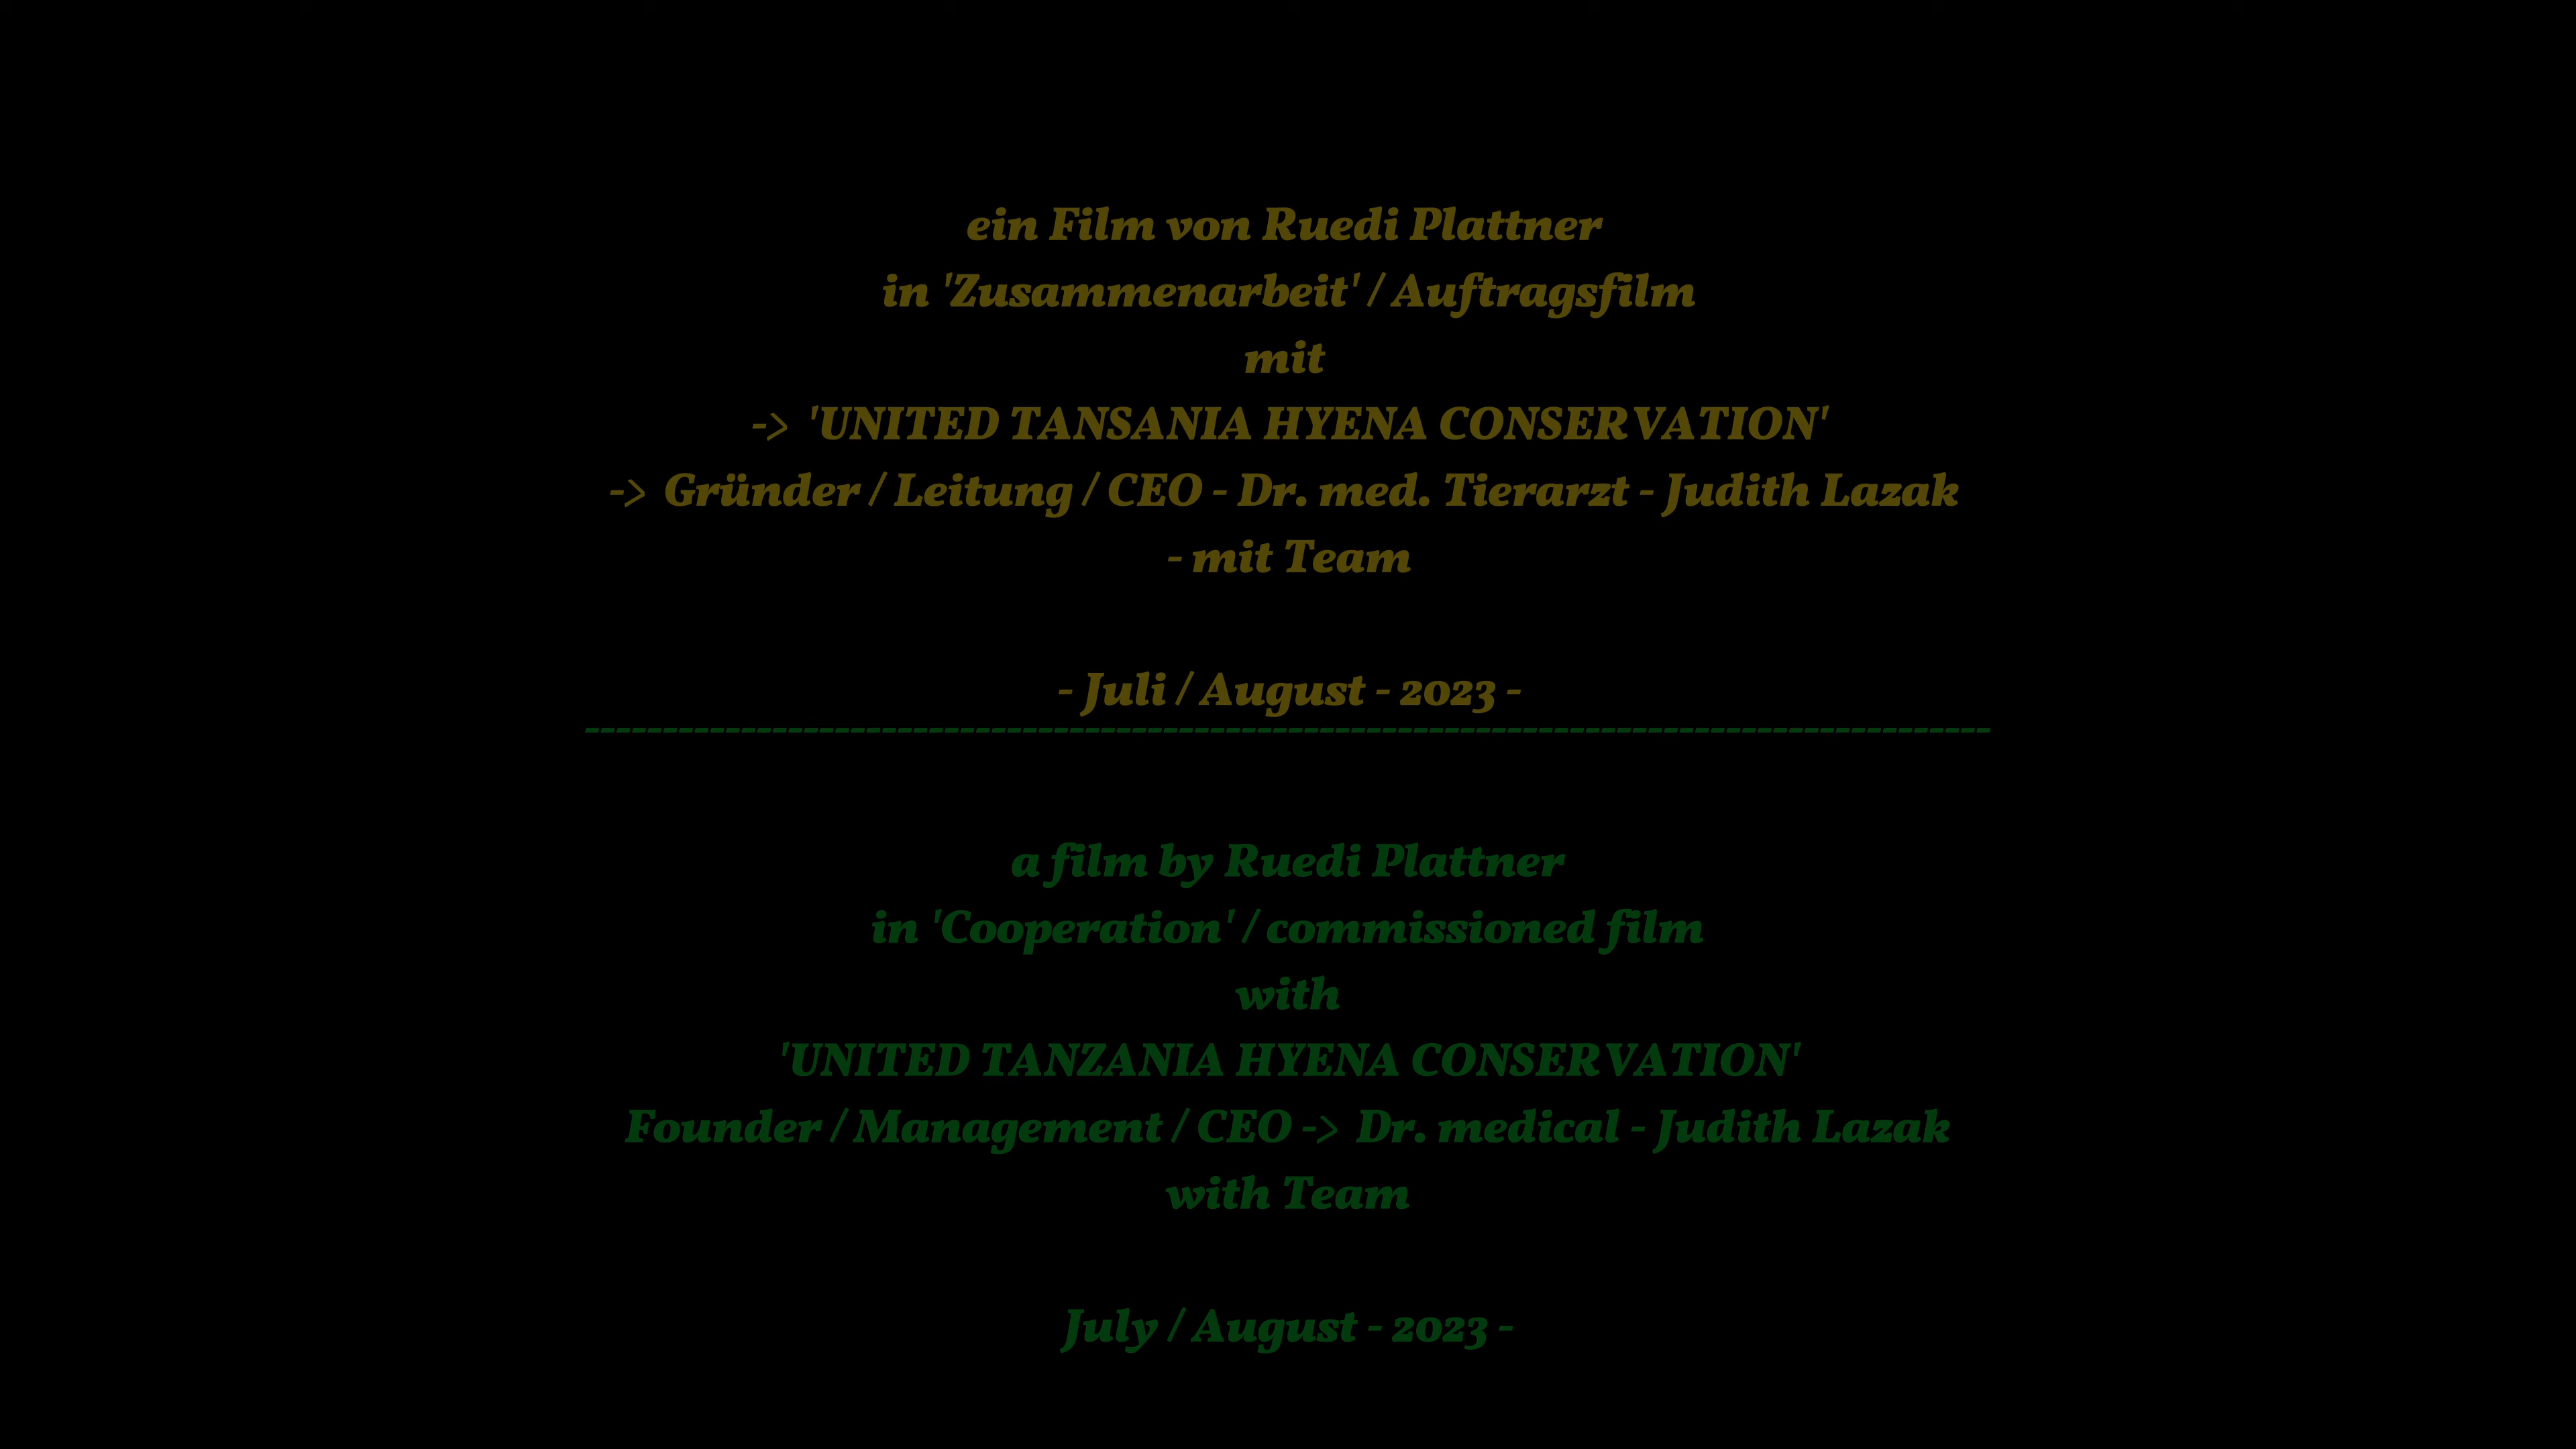 ein Film von Ruedi Plattner
in 'Zusammenarbeit' / Auftragsfilm
mit
-> 'UNITED TANSANIA HYENA CONSERVATION'
-> Gründer / Leitung / CEO - Dr. med. Tierarzt - Judith Lazak
- mit Team
- Juli / August - 2023 -
------------------------------------------------------------------------------------------
a film by Ruedi Plattner
in 'Cooperation' / commissioned film
with
'UNITED TANZANIA HYENA CONSERVATION'
Founder / Management / CEO -> Dr. medical - Judith Lazak
with Team
July / August - 2023 -